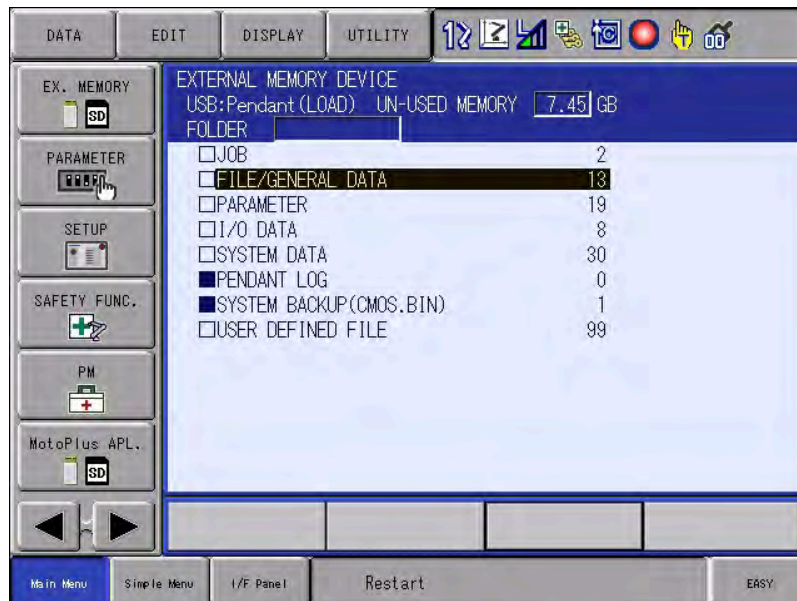 DATA EDIT DISPLAY UTILITY
EX. MEMORY
SD
PARAMETER
SETUP
SAFETY FUNC.
PM
MotoPlus APL.
SD
EXTERNAL MEMORY DEVICE
USB:Pendant(LOAD) UN-USED MEMORY 7.45 GB
FOLDER
JOB 2
FILE/GENERAL DATA 13
PARAMETER 19
I/O DATA 8
SYSTEM DATA 30
PENDANT LOG 0
SYSTEM BACKUP(CMOS.BIN) 1
USER DEFINED FILE 99
Main Menu Simple Menu I/F Panel Restart EASY